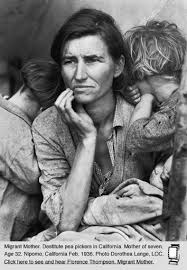 Migrant Mother. Destitute pea pickers in California. Mother of seven.
Age 32. Nipomo, California Feb. 1936. Photo Dorothea Lange, LOC.
Click here to see and hear Florence Thompson, Migrant Mother.